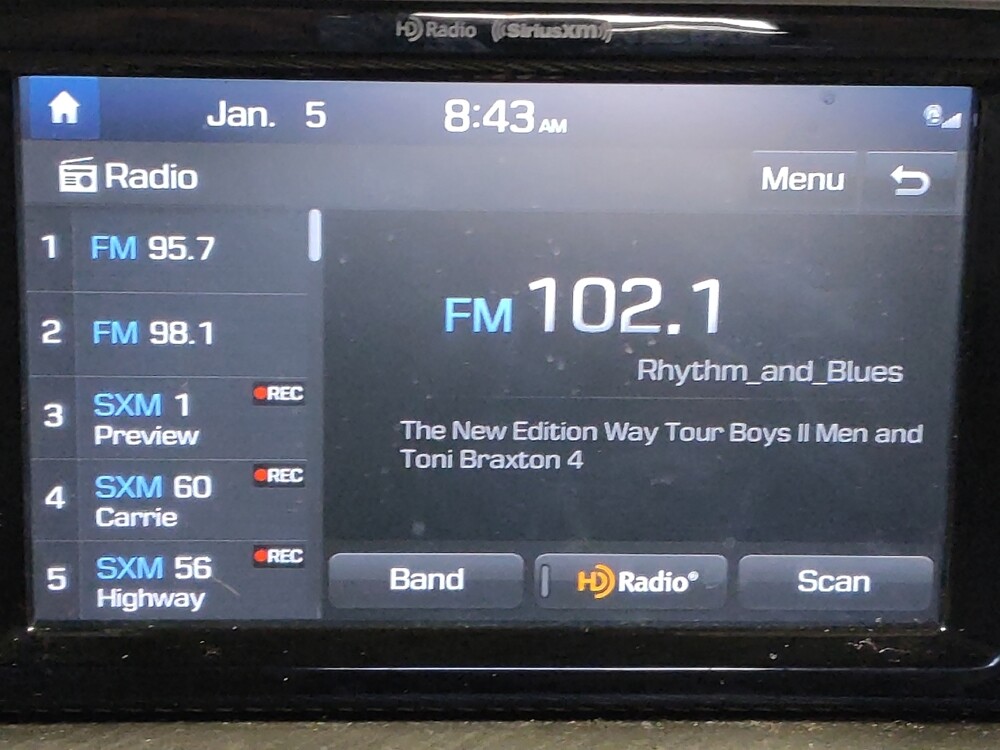 HD Radio ((SiriusXM))
Jan. 5 8:43 AM
Radio Menu
1 FM 95.7
2 FM 98.1
3 SXM 1 REC
Preview
4 SXM 60 REC
Carrie
5 SXM 56 REC
Highway
FM 102.1
Rhythm_and_Blues
The New Edition Way Tour Boys II Men and
Toni Braxton 4
Band HD Radio® Scan